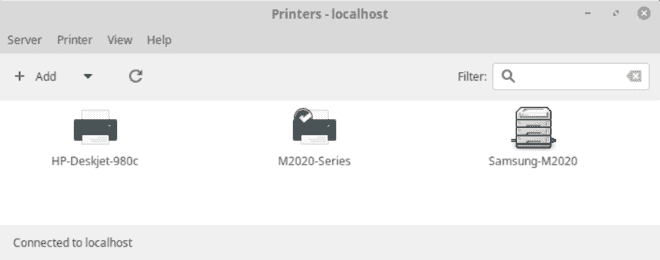 Printers - localhost
Server Printer View Help
+ Add Filter:
HP-Deskjet-980c M2020-Series Samsung-M2020
Connected to localhost